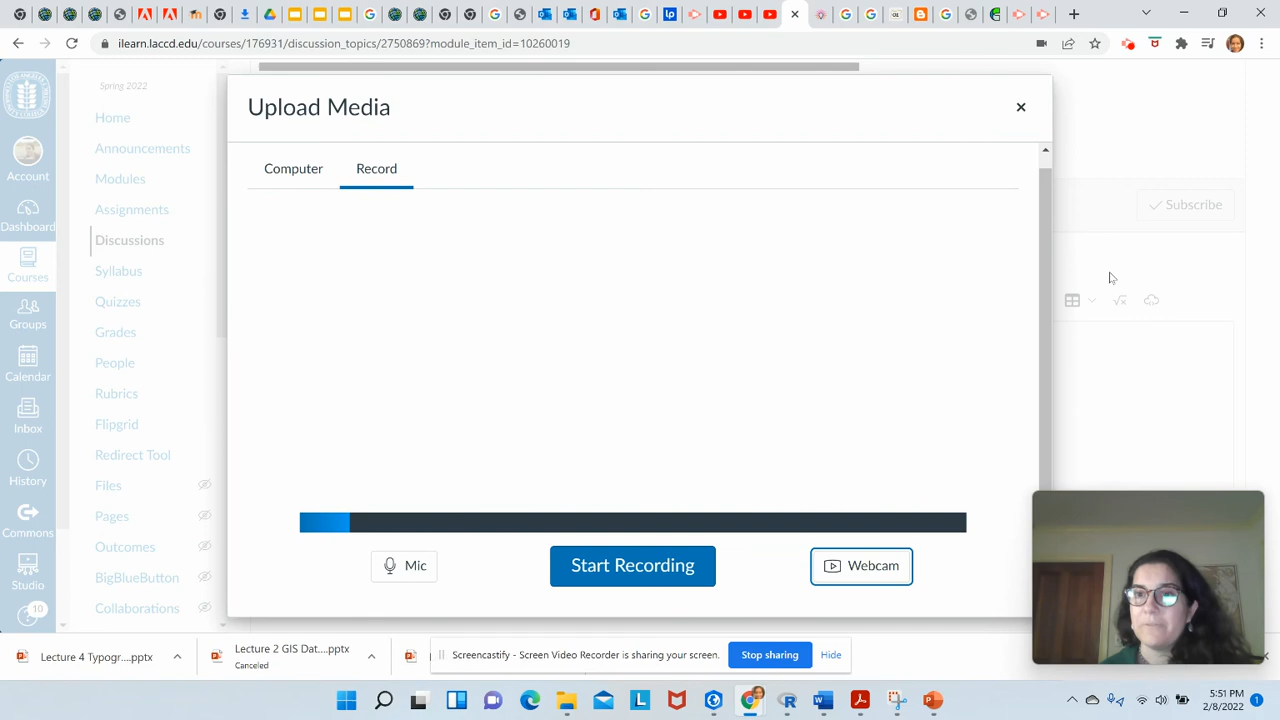 ilearn.laccd.edu/courses/176931/discussion_topics/2750869?module_item_id=10260019
Spring 2022
Account
Dashboard
Courses
Groups
Calendar
Inbox
History
Commons
Studio
10
Home
Announcements
Modules
Assignments
Discussions
Syllabus
Quizzes
Grades
People
Rubrics
Flipgrid
Redirect Tool
Files
Pages
Outcomes
BigBlueButton
Collaborations
Upload Media
Computer Record
Subscribe
Mic Start Recording Webcam
Lecture 4 Typogr....pptx
Lecture 2 GIS Dat....pptx
Canceled
Screencastify - Screen Video Recorder is sharing your screen. Stop sharing Hide
5:51 PM
2/8/2022
1